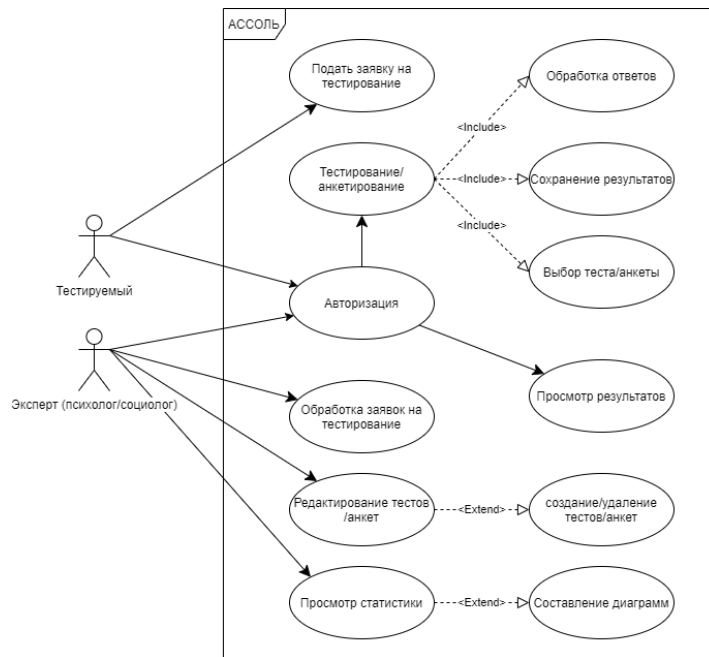 АССОЛЬ
Подать заявку на
тестирование
Обработка ответов
<Include>
Тестирование/
анкетирование
<Include>
Сохранение результатов
<Include>
Выбор теста/анкеты
Тестируемый
Авторизация
Эксперт (психолог/социолог)
Просмотр результатов
Обработка заявок на
тестирование
Редактирование тестов
/анкет
<Extend>
создание/удаление
тестов/анкет
Просмотр статистики
<Extend>
Составление диаграмм